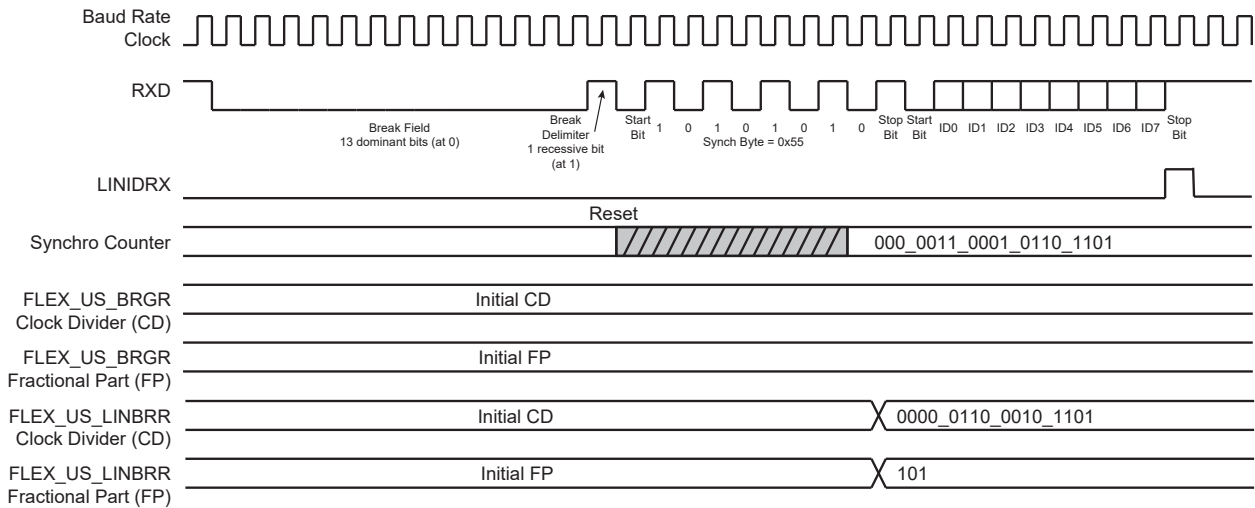 Baud Rate
Clock
RXD
Break Field
13 dominant bits (at 0)
Break
Delimiter
1 recessive bit
(at 1)
Start
Bit
1 0 1 0 1 0 1 0
Synch Byte = 0x55
Stop
Bit
Start
Bit
ID0 ID1 ID2 ID3 ID4 ID5 ID6 ID7
Stop
Bit
LINIDRX
Reset
Synchro Counter
000_0011_0001_0110_1101
FLEX_US_BRGR
Clock Divider (CD)
Initial CD
FLEX_US_BRGR
Fractional Part (FP)
Initial FP
FLEX_US_LINBRR
Clock Divider (CD)
Initial CD
0000_0110_0010_1101
FLEX_US_LINBRR
Fractional Part (FP)
Initial FP
101